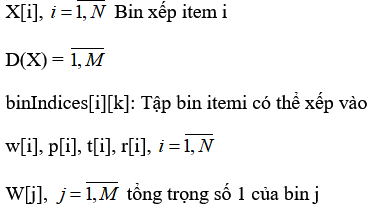 X[i], i = \overline{1,N} Bin xếp item i
D(X) = \overline{1,M}
binIndices[i][k]: Tập bin itemi có thể xếp vào
w[i], p[i], t[i], r[i], i = \overline{1,N}
W[j], j = \overline{1,M} tổng trọng số 1 của bin j